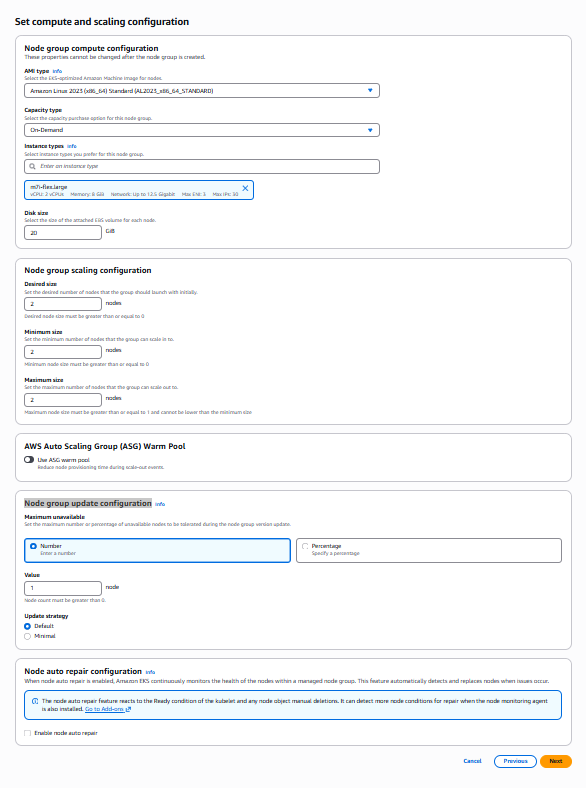 Set compute and scaling configuration
Node group compute configuration
These properties cannot be changed after the node group is created.
AMI type Info
Select the EKS-optimized Amazon Machine Image for nodes.
Amazon Linux 2023 (x86_64) Standard (AL2023_x86_64_STANDARD)
Capacity type
Select the capacity purchase option for this node group.
On-Demand
Instance types Info
Select instance types you prefer for this node group.
Enter an instance type
m7i-flex.large
vCPU: 2 vCPUs Memory: 8 GiB Network: Up to 12.5 Gigabit Max ENI: 3 Max IPs: 30
Disk size
Select the size of the attached EBS volume for each node.
20 GiB
Node group scaling configuration
Desired size
Set the desired number of nodes that the group should launch with initially.
2 nodes
Desired node size must be greater than or equal to 0
Minimum size
Set the minimum number of nodes that the group can scale in to.
2 nodes
Minimum node size must be greater than or equal to 0
Maximum size
Set the maximum number of nodes that the group can scale out to.
2 nodes
Maximum node size must be greater than or equal to 1 and cannot be lower than the minimum size
AWS Auto Scaling Group (ASG) Warm Pool
Use ASG warm pool
Reduce node provisioning time during scale-out events
Node group update configuration Info
Maximum unavailable
Set the maximum number or percentage of unavailable nodes to be tolerated during the node group version update.
Number Percentage
Enter a number Specify a percentage
Value
1 node
Node count must be greater than 0.
Update strategy
Default
Minimal
Node auto repair configuration Info
When node auto repair is enabled, Amazon EKS continuously monitors the health of the nodes within a managed node group. This feature automatically detects and replaces nodes when issues occur.
The node auto repair feature reacts to the Ready condition of the kubelet and any node object manual deletions. It can detect more node conditions for repair when the node monitoring agent
is also installed. Go to Add-ons
Enable node auto repair
Cancel Previous Next